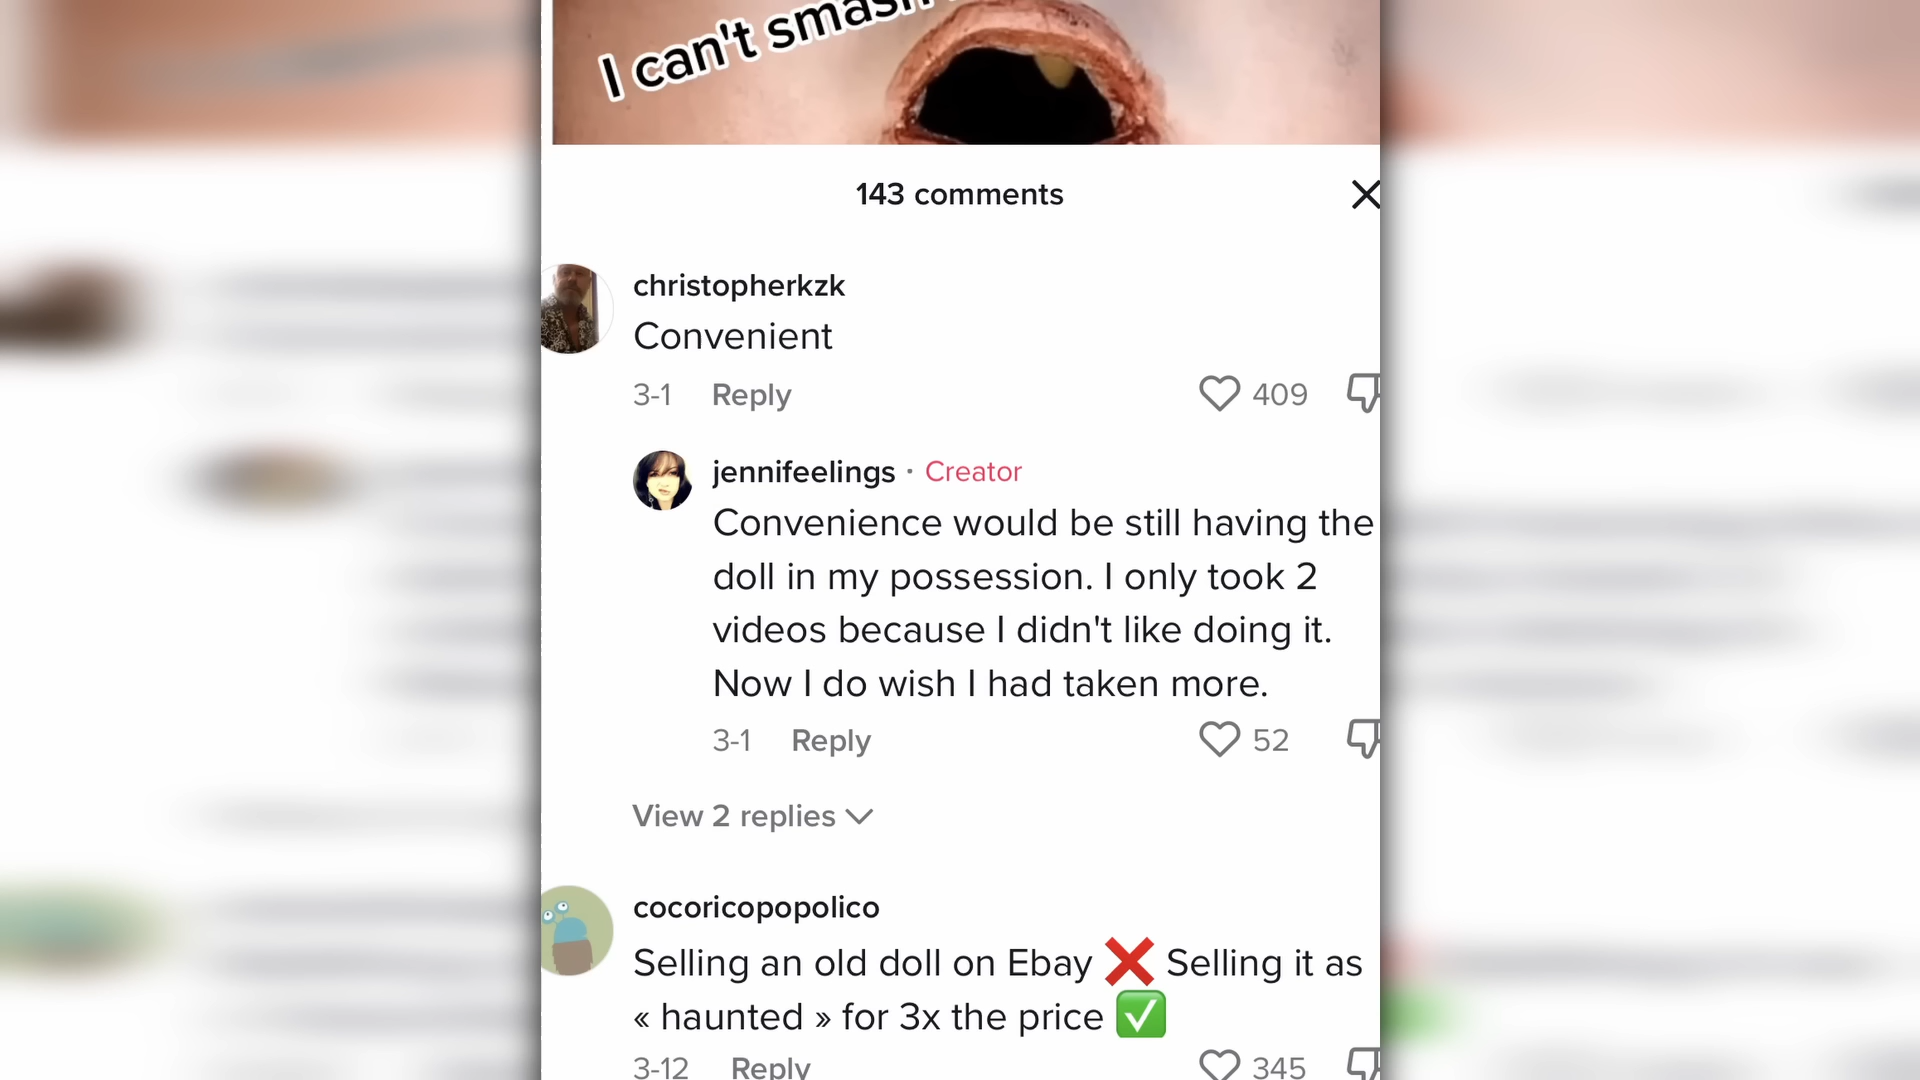 I can't smash
143 comments
christopherkzk
Convenient
3-1 Reply 409
jennifeelings · Creator
Convenience would be still having the
doll in my possession. I only took 2
videos because I didn't like doing it.
Now I do wish I had taken more.
3-1 Reply 52
View 2 replies
cocoricopopolico
Selling an old doll on Ebay ❌ Selling it as
« haunted » for 3x the price ✅
3-12 Reply 345